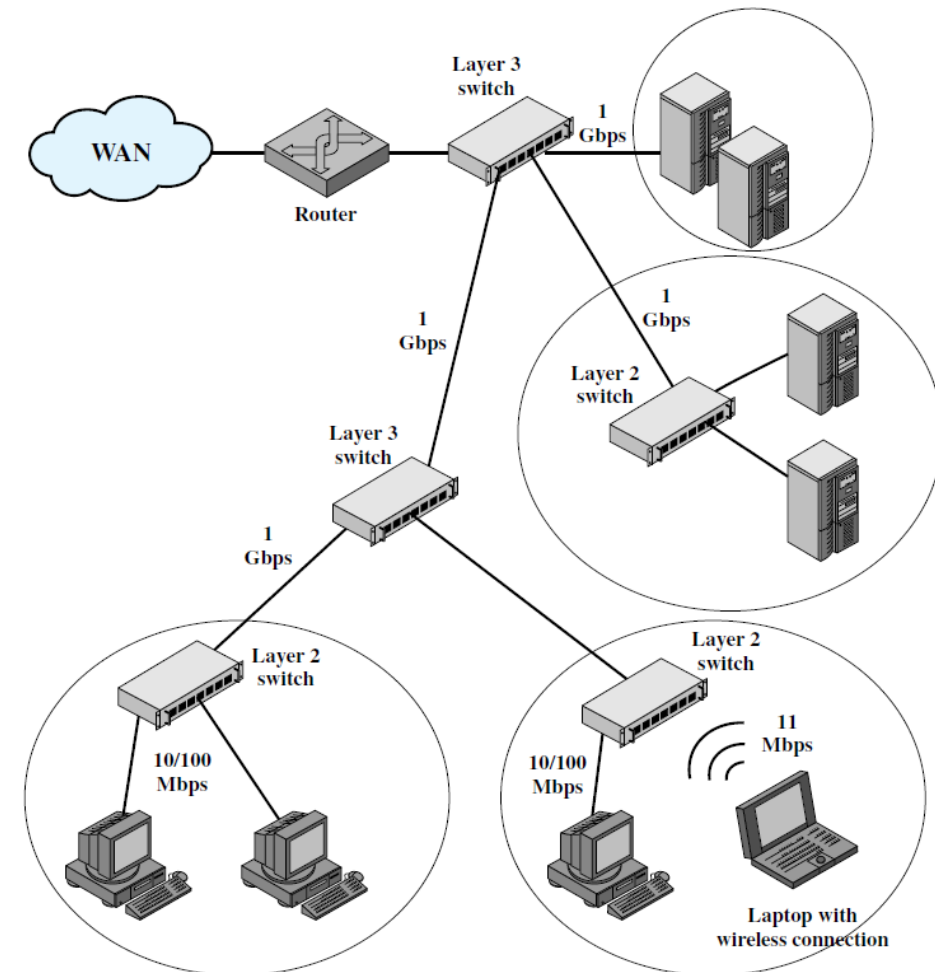 Layer 3
switch
1
Gbps
WAN
Router
1
Gbps
1
Gbps
Layer 2
switch
Layer 3
switch
1
Gbps
Layer 2
switch
Layer 2
switch
11
Mbps
10/100
Mbps
10/100
Mbps
Laptop with
wireless connection